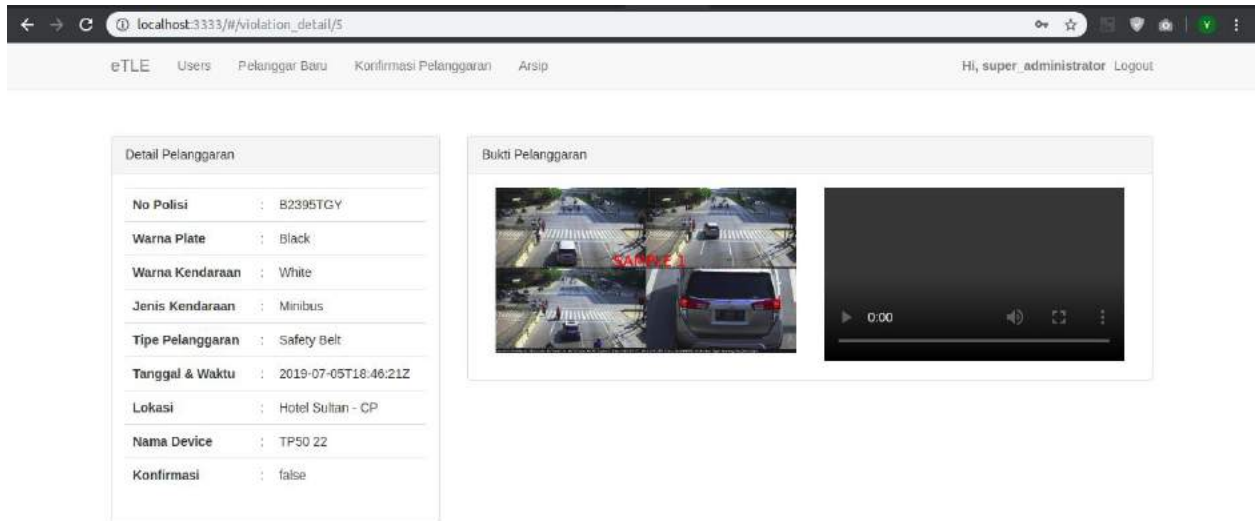 localhost:3333/#/violation_detail/5
Y
eTLE Users Pelanggar Baru Konfirmasi Pelanggaran Arsip Hi, super_administrator Logout
Detail Pelanggaran
No Polisi : B2395TGY
Warna Plate : Black
Warna Kendaraan : White
Jenis Kendaraan : Minibus
Tipe Pelanggaran : Safety Belt
Tanggal & Waktu : 2019-07-05T18:46:21Z
Lokasi : Hotel Sultan - CP
Nama Device : TP50 22
Konfirmasi : false
Bukti Pelanggaran
SAMPLE 1
0:00